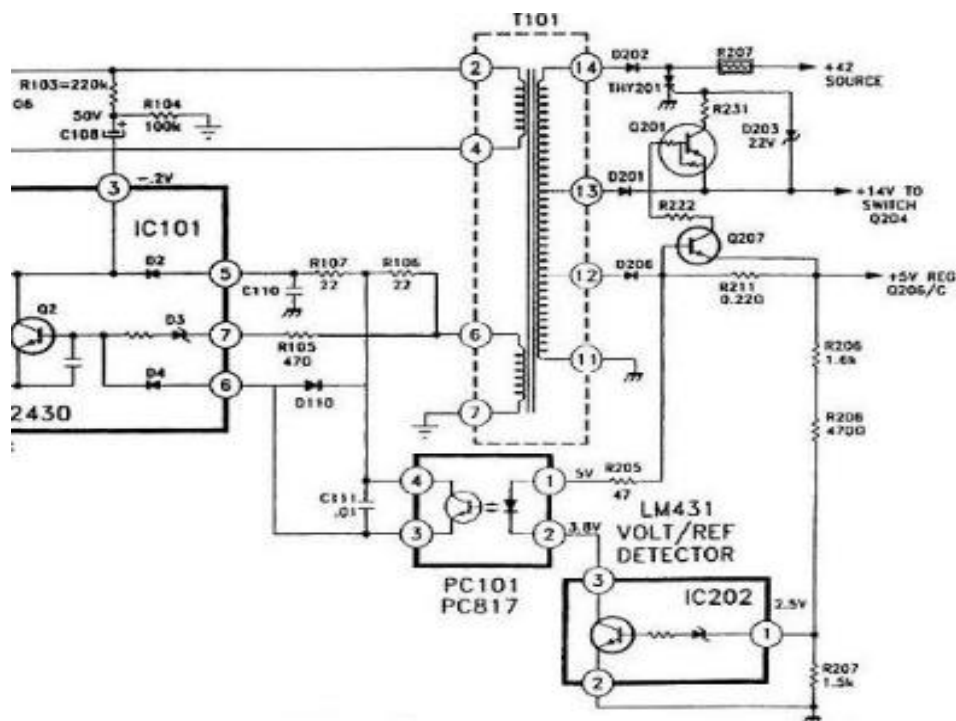 T101
2
14
D202
R207
+42
SOURCE
R103=220k
THY201
R231
50V
R104
100k
C108
Q201
D203
22V
4
3
-.2V
13
D201
+14V TO
SWITCH
Q204
IC101
R222
Q207
D2
5
R107
22
R106
22
12
D206
R211
0.22Ω
+5V REG
Q206/C
C110
Q2
D3
7
R105
470
6
R206
1.6k
11
D4
6
D110
2430
7
R208
470Ω
4
1
5V
R205
47
C111
.01
3
2
3.8V
LM431
VOLT/REF
DETECTOR
PC101
PC817
3
IC202
2.5V
1
2
R207
1.5k